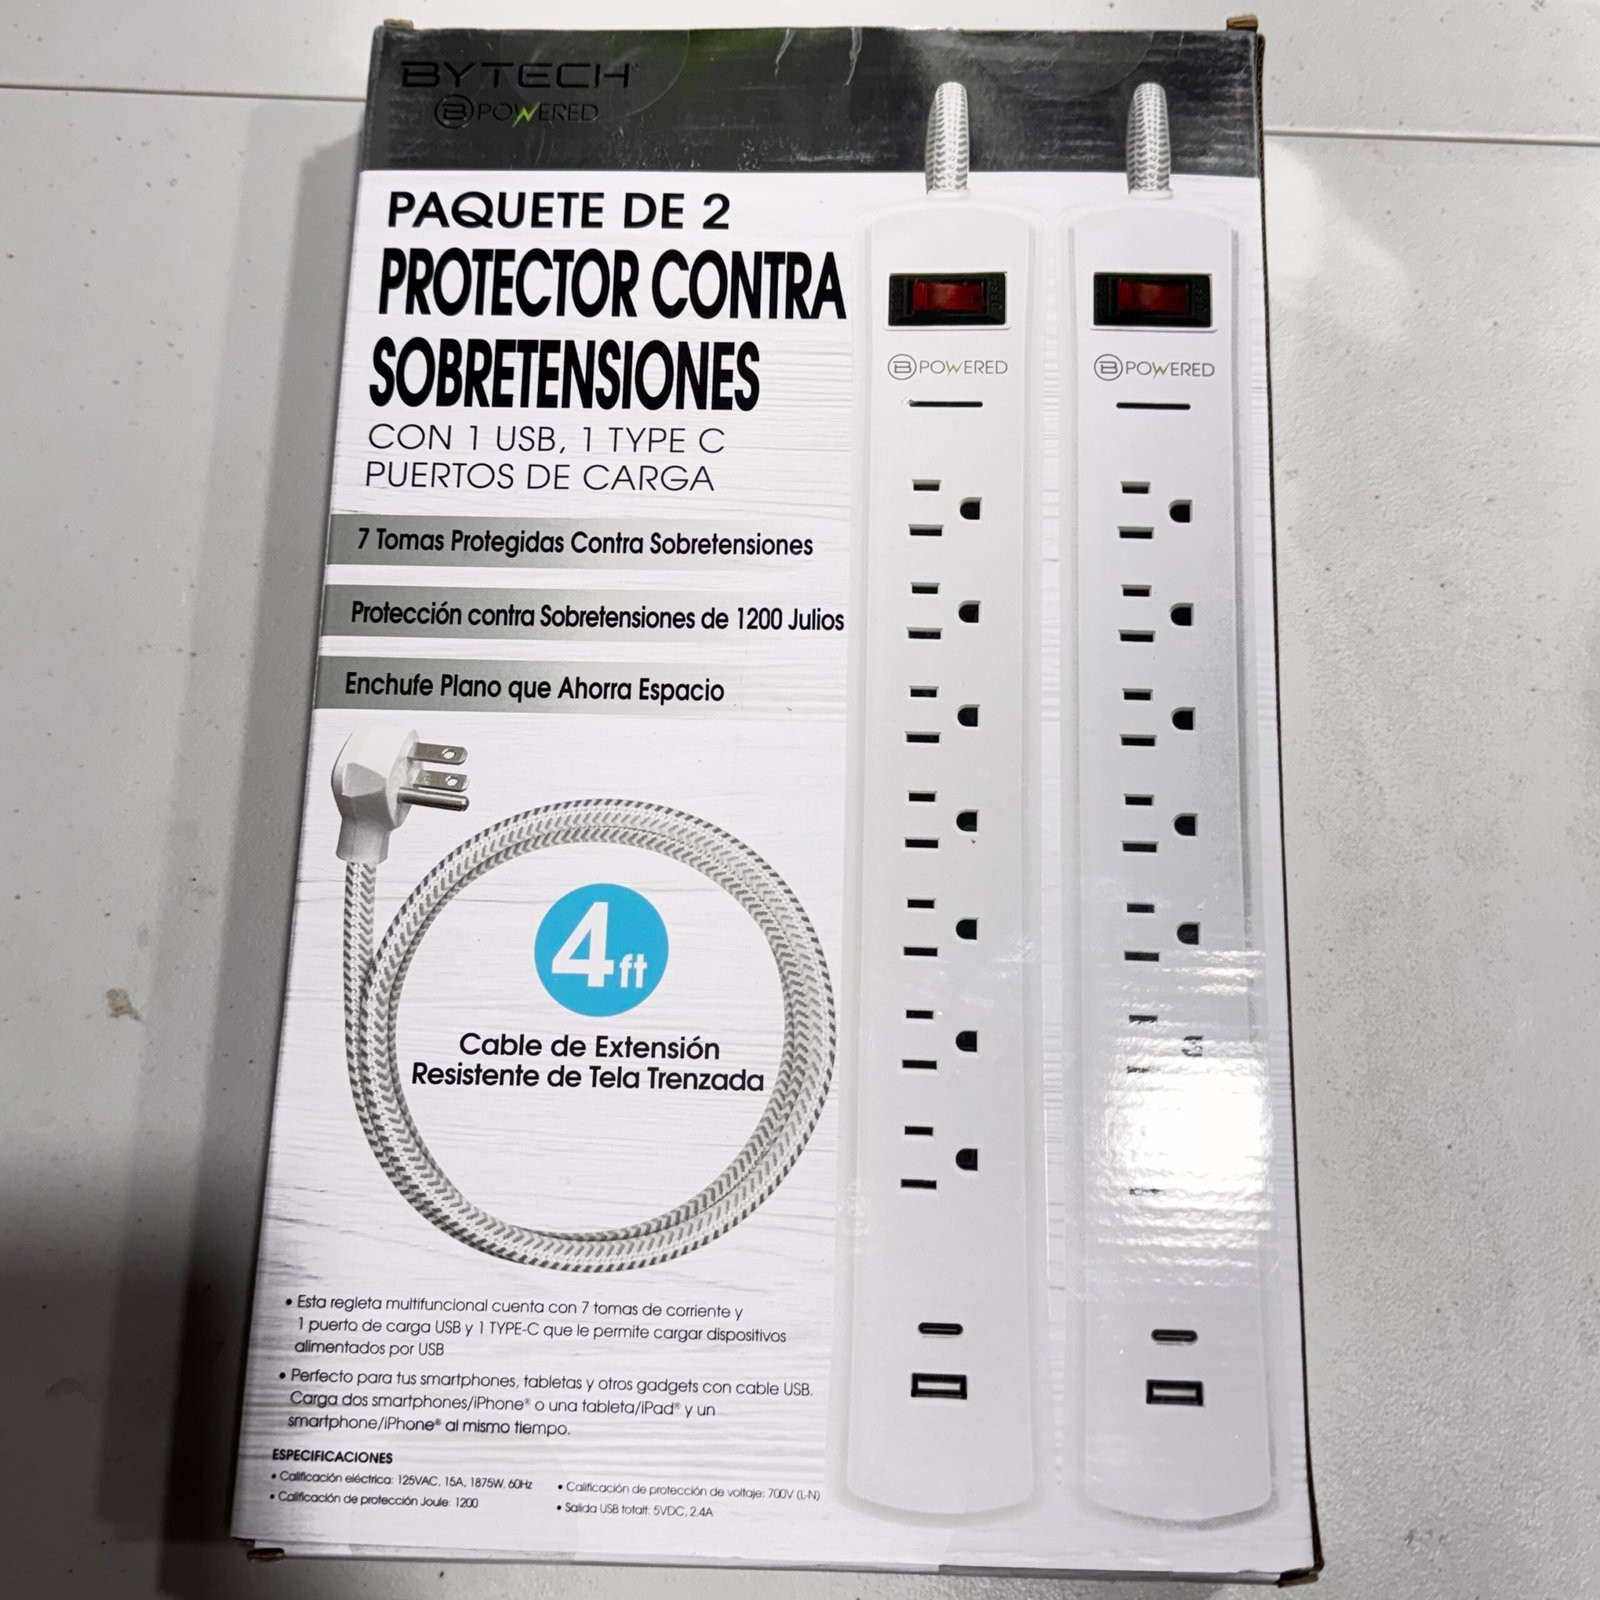 BYTECH
B POWERED
PAQUETE DE 2
PROTECTOR CONTRA
SOBRETENSIONES
CON 1 USB, 1 TYPE C
PUERTOS DE CARGA
7 Tomas Protegidas Contra Sobretensiones
Protección contra Sobretensiones de 1200 Julios
Enchufe Plano que Ahorra Espacio
4ft
Cable de Extensión
Resistente de Tela Trenzada
• Esta regleta multifuncional cuenta con 7 tomas de corriente y
1 puerto de carga USB y 1 TYPE-C que le permite cargar dispositivos
alimentados por USB
• Perfecto para tus smartphones, tabletas y otros gadgets con cable USB.
Carga dos smartphones/iPhone® o una tableta/iPad® y un
smartphone/iPhone® al mismo tiempo.
ESPECIFICACIONES
• Calificación eléctrica: 125VAC, 15A, 1875W, 60Hz
• Calificación de protección Joule: 1200
• Calificación de protección de voltaje: 700V (L-N)
• Salida USB totalt: 5VDC, 2.4A
B POWERED
B POWERED